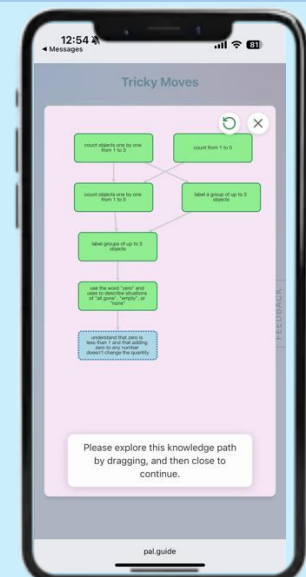 12:54
81
◄ Messages
Tricky Moves
count objects one by one
from 1 to 3
count from 1 to 5
count objects one by one
from 1 to 5
label a group of up to 3
objects
label groups of up to 5
objects
use the word "zero" and
uses to describe situations
of "all gone", "empty", or
"none"
understand that zero is
less than 1 and that adding
zero to any number
doesn't change the quantity
FEEDBACK
Please explore this knowledge path
by dragging, and then close to
continue.
pal.guide